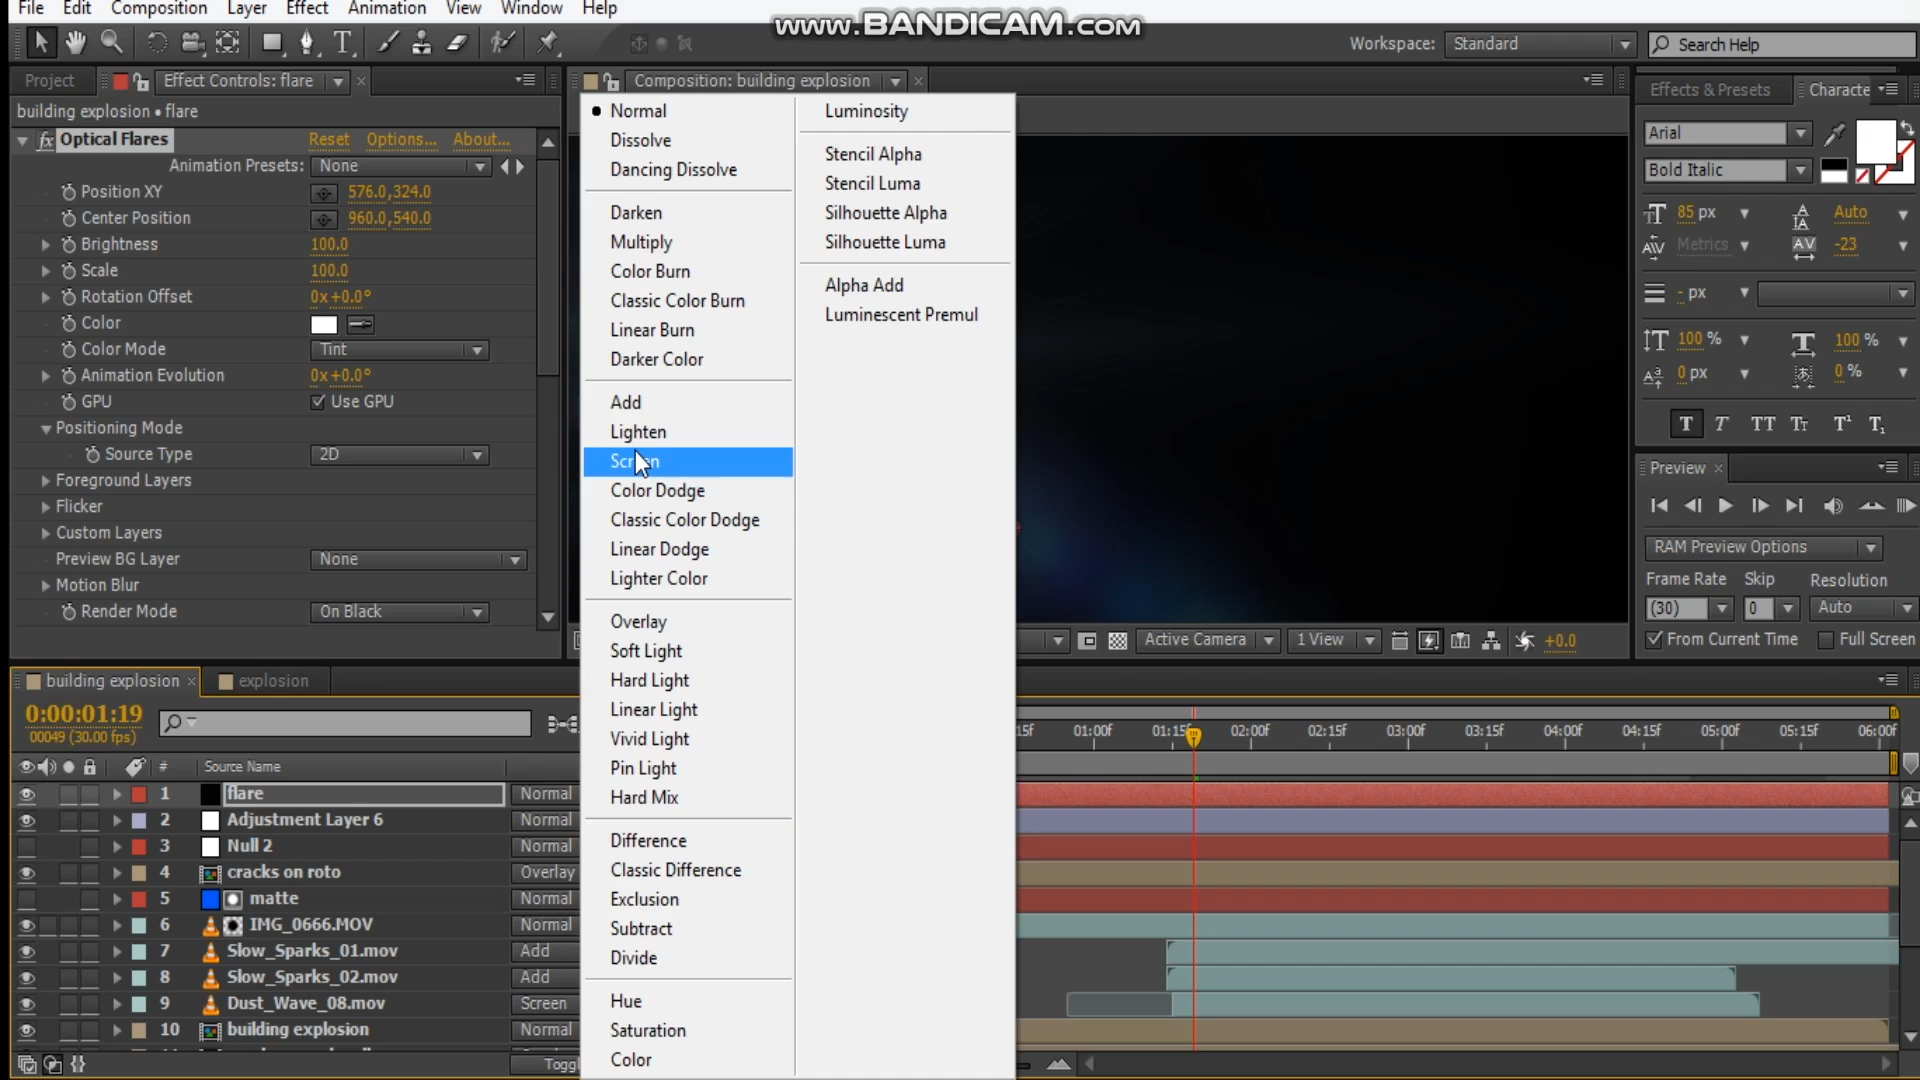 File Edit Composition Layer Effect Animation View Window Help
www.BANDICAM.com
Workspace: Standard Search Help
Project Effect Controls: flare Composition: building explosion
building explosion • flare
fx Optical Flares Reset Options... About...
Animation Presets: None
Position XY 576.0,324.0
Center Position 960.0,540.0
Brightness 100.0
Scale 100.0
Rotation Offset 0x+0.0°
Color
Color Mode Tint
Animation Evolution 0x+0.0°
GPU Use GPU
Positioning Mode
Source Type 2D
Foreground Layers
Flicker
Custom Layers
Preview BG Layer None
Motion Blur
Render Mode On Black
Normal
Dissolve
Dancing Dissolve
Darken
Multiply
Color Burn
Classic Color Burn
Linear Burn
Darker Color
Add
Lighten
Screen
Color Dodge
Classic Color Dodge
Linear Dodge
Lighter Color
Overlay
Soft Light
Hard Light
Linear Light
Vivid Light
Pin Light
Hard Mix
Difference
Classic Difference
Exclusion
Subtract
Divide
Hue
Saturation
Color
Luminosity
Stencil Alpha
Stencil Luma
Silhouette Alpha
Silhouette Luma
Alpha Add
Luminescent Premul
Effects & Presets Characte
Arial
Bold Italic
85 px Auto
Metrics -23
- px
100 % 100 %
0 px 0 %
T T TT Tт T¹ T₁
Preview
RAM Preview Options
Frame Rate Skip Resolution
(30) 0 Auto
From Current Time Full Screen
Active Camera 1 View +0.0
building explosion explosion
0:00:01:19
00049 (30.00 fps)
15f 01:00f 01:15f 02:00f 02:15f 03:00f 03:15f 04:00f 04:15f 05:00f 05:15f 06:00f
# Source Name
1 flare Normal
2 Adjustment Layer 6 Normal
3 Null 2 Normal
4 cracks on roto Overlay
5 matte Normal
6 IMG_0666.MOV Normal
7 Slow_Sparks_01.mov Add
8 Slow_Sparks_02.mov Add
9 Dust_Wave_08.mov Screen
10 building explosion Normal
Toggl